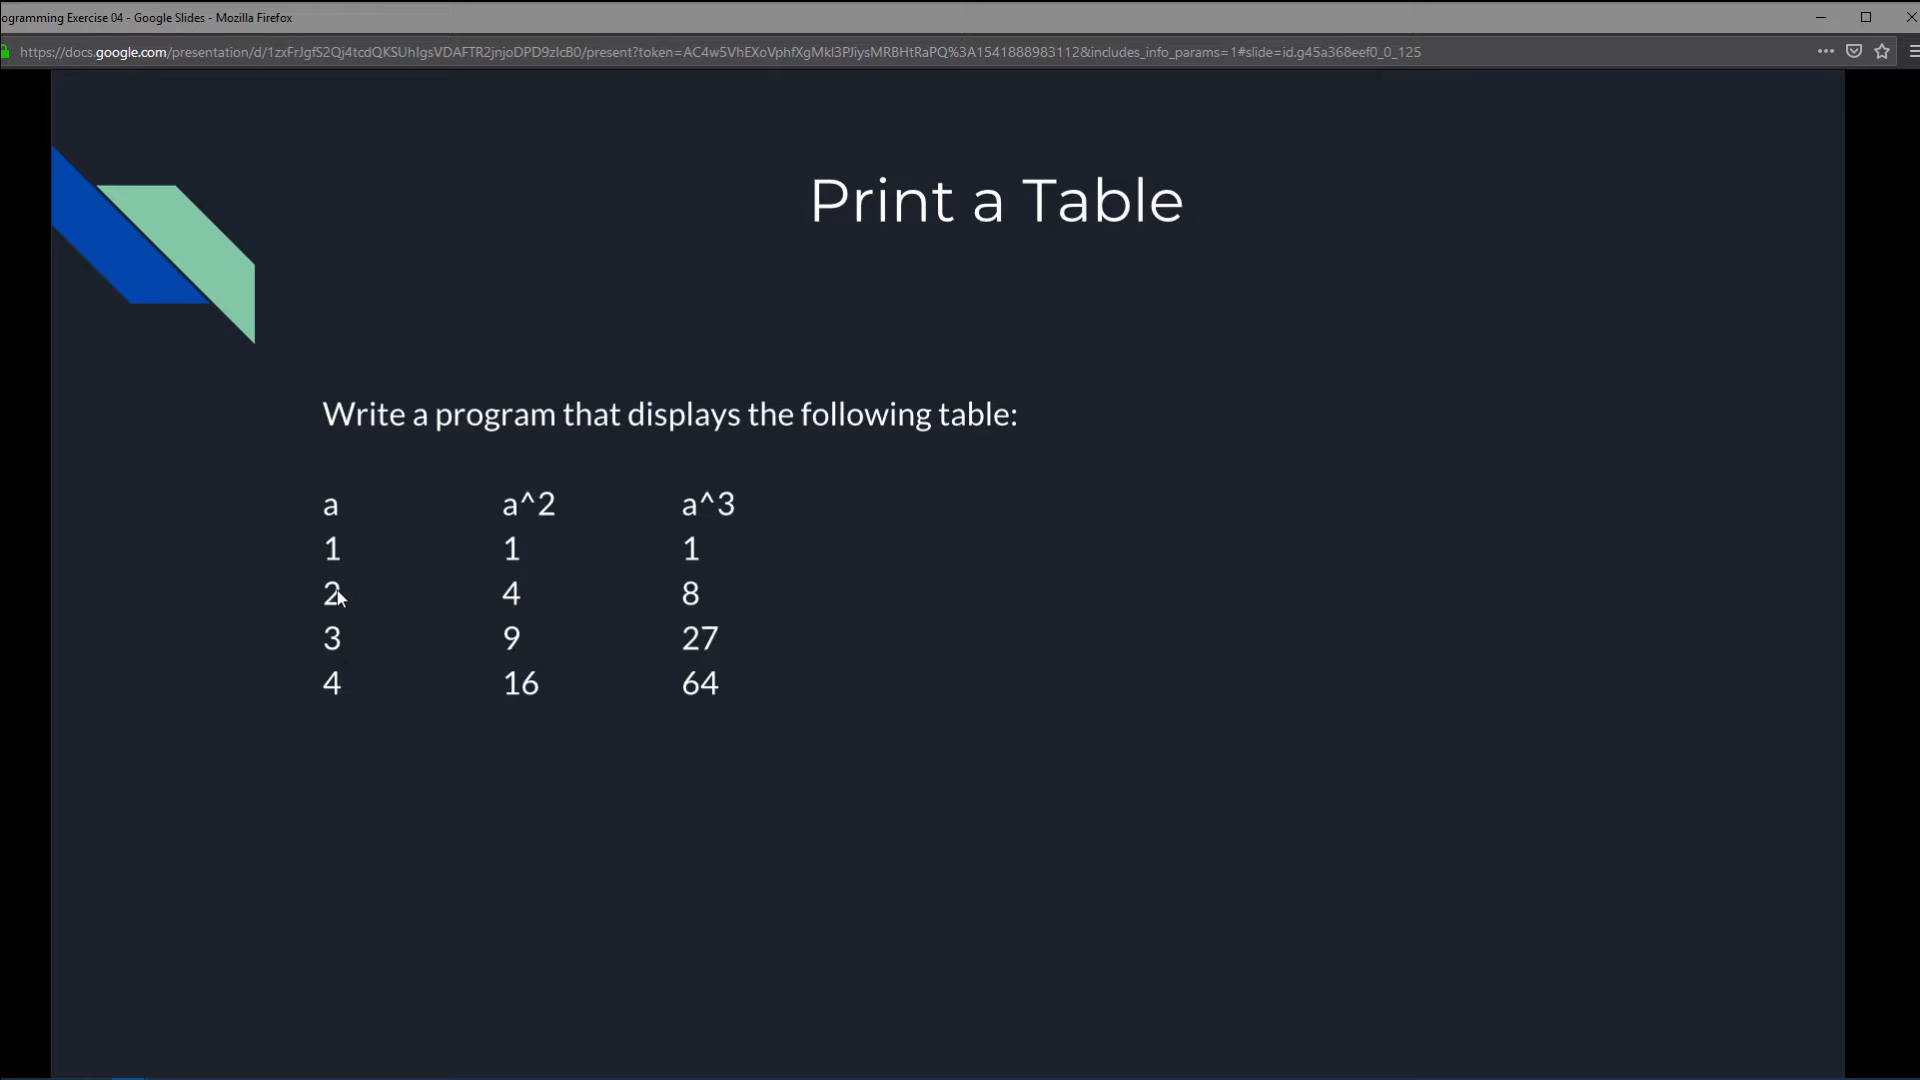 ogramming Exercise 04 - Google Slides - Mozilla Firefox
https://docs.google.com/presentation/d/1zxFrJgfS2Qj4tcdQKSUhIgsVDAFTR2jnjoDPD9zIcB0/present?token=AC4w5VhEXoVphfXgMkl3PJiysMRBHtRaPQ%3A1541888983112&includes_info_params=1#slide=id.g45a368eef0_0_125
Print a Table
Write a program that displays the following table:
a a^2 a^3
1 1 1
2 4 8
3 9 27
4 16 64